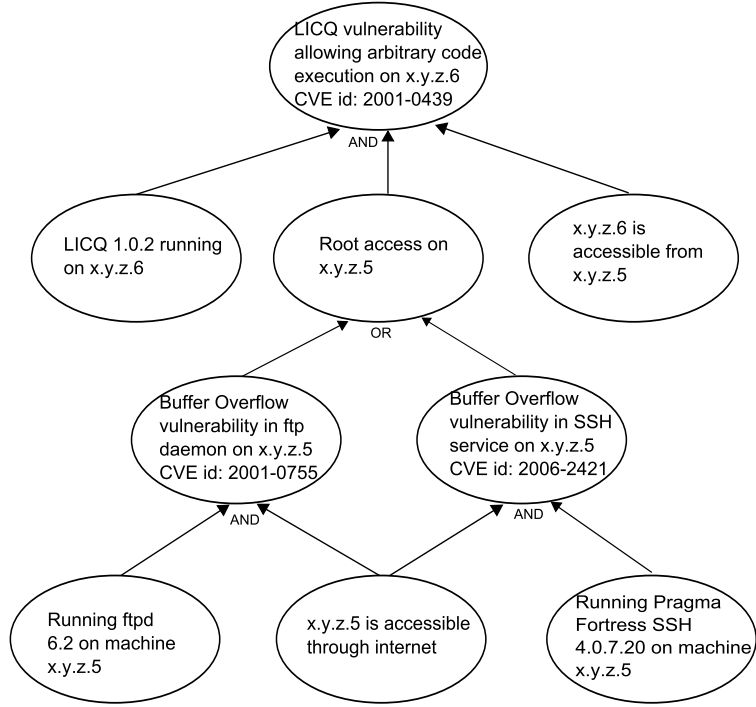 LICQ vulnerability
allowing arbitrary code
execution on x.y.z.6
CVE id: 2001-0439
AND
LICQ 1.0.2 running
on x.y.z.6
Root access on
x.y.z.5
x.y.z.6 is
accessible from
x.y.z.5
OR
Buffer Overflow
vulnerability in ftp
daemon on x.y.z.5
CVE id: 2001-0755
Buffer Overflow
vulnerability in SSH
service on x.y.z.5
CVE id: 2006-2421
AND
AND
Running ftpd
6.2 on machine
x.y.z.5
x.y.z.5 is accessible
through internet
Running Pragma
Fortress SSH
4.0.7.20 on machine
x.y.z.5